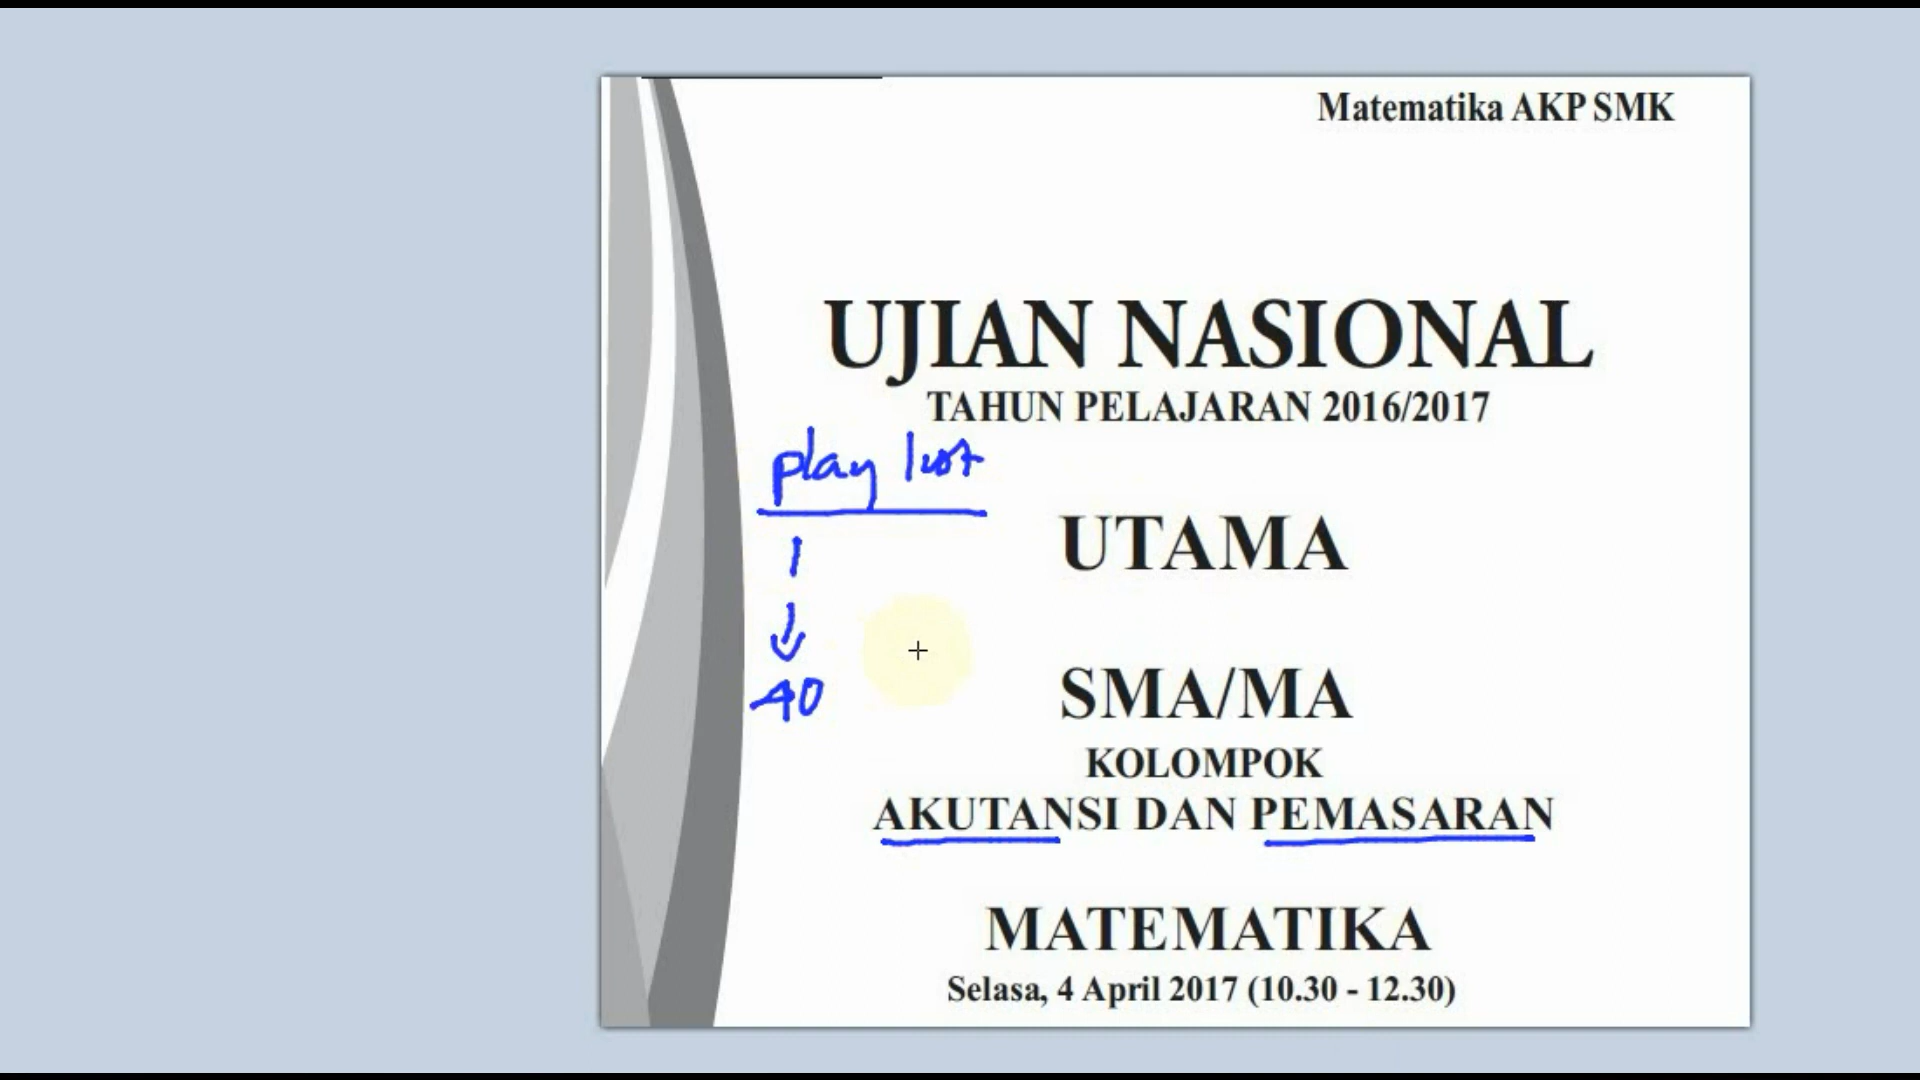 Matematika AKP SMK
UJIAN NASIONAL
TAHUN PELAJARAN 2016/2017
play list
1
40
UTAMA
SMA/MA
KOLOMPOK
AKUTANSI DAN PEMASARAN
MATEMATIKA
Selasa, 4 April 2017 (10.30 - 12.30)